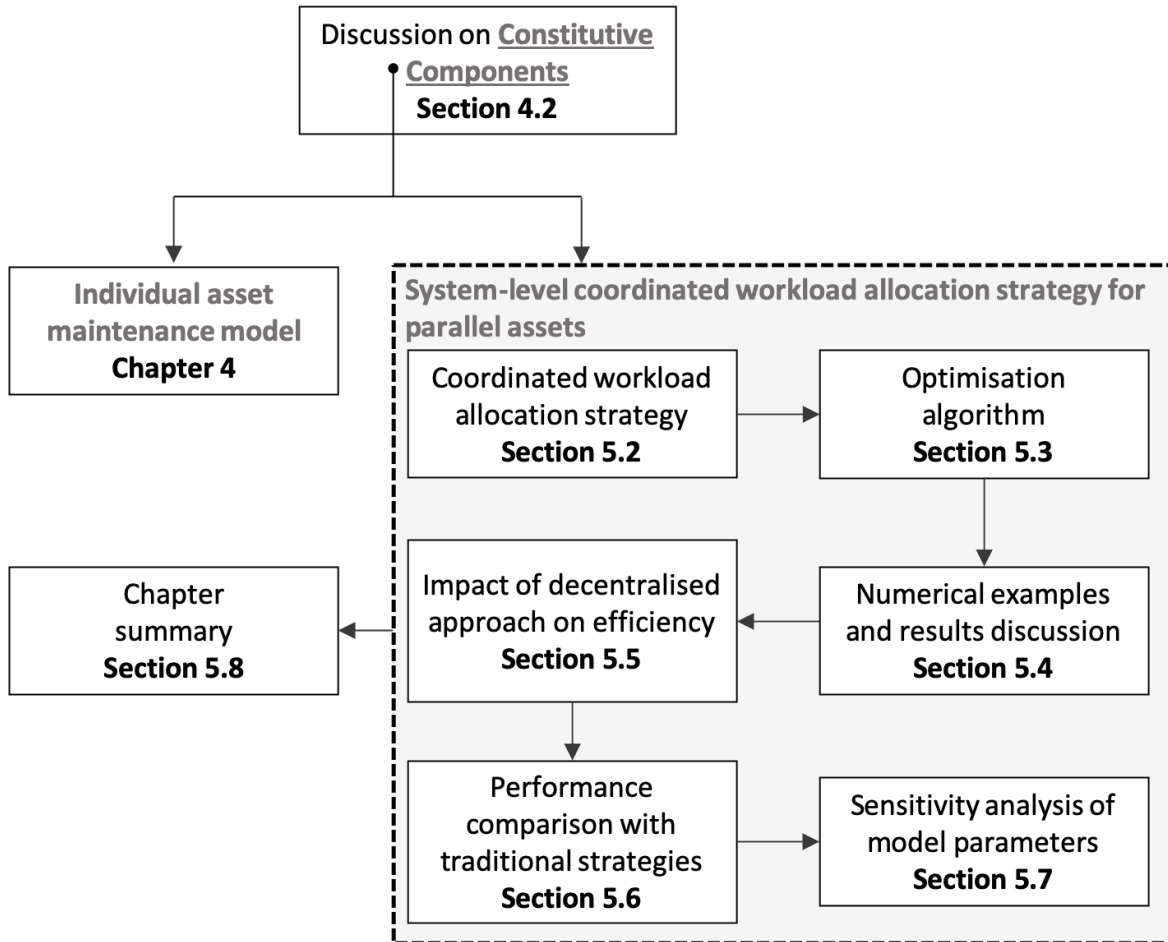 Discussion on Constitutive
Components
Section 4.2
Individual asset
maintenance model
Chapter 4
System-level coordinated workload allocation strategy for
parallel assets
Coordinated workload
allocation strategy
Section 5.2
Optimisation
algorithm
Section 5.3
Numerical examples
and results discussion
Section 5.4
Impact of decentralised
approach on efficiency
Section 5.5
Chapter
summary
Section 5.8
Performance
comparison with
traditional strategies
Section 5.6
Sensitivity analysis of
model parameters
Section 5.7